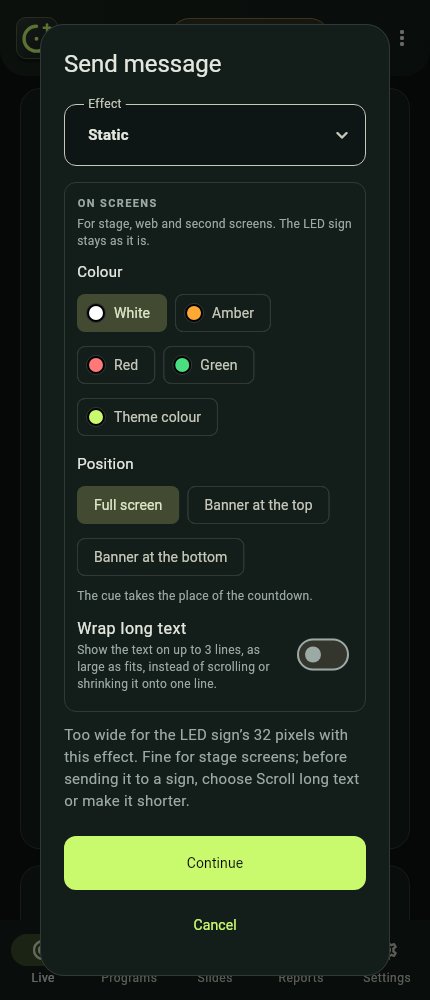 Send message
Effect
Static
ON SCREENS
For stage, web and second screens. The LED sign
stays as it is.
Colour
White
Amber
Red
Green
Theme colour
Position
Full screen
Banner at the top
Banner at the bottom
The cue takes the place of the countdown.
Wrap long text
Show the text on up to 3 lines, as
large as fits, instead of scrolling or
shrinking it onto one line.
Too wide for the LED sign's 32 pixels with
this effect. Fine for stage screens; before
sending it to a sign, choose Scroll long text
or make it shorter.
Continue
Cancel
Live
Programs
Slides
Reports
Settings